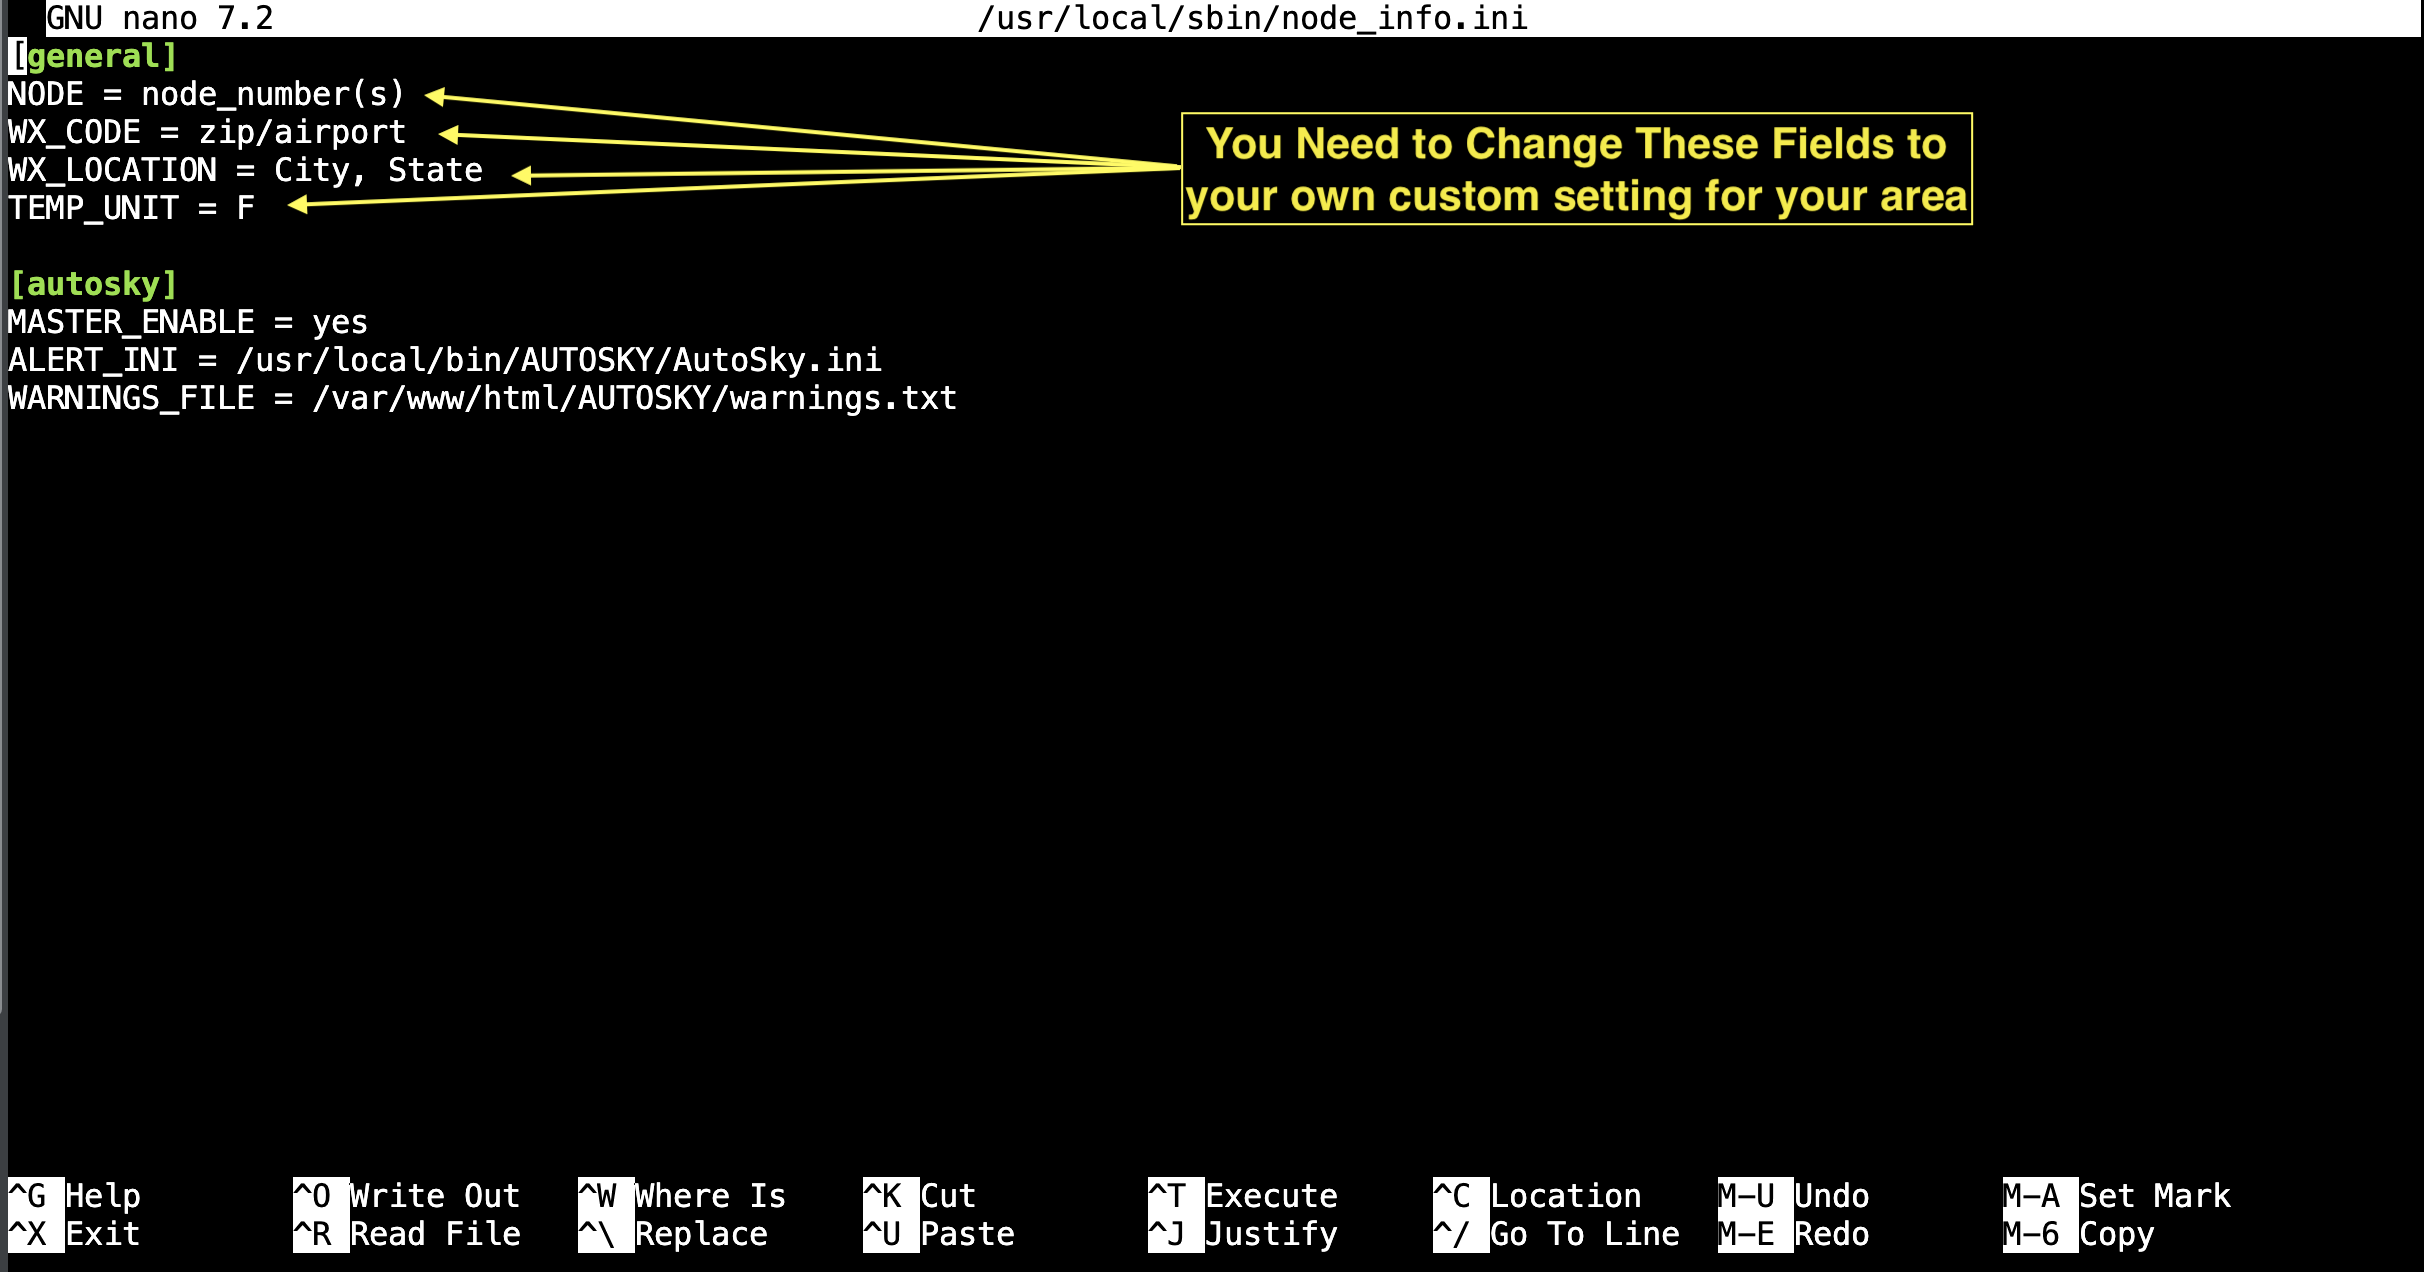 GNU nano 7.2 /usr/local/sbin/node_info.ini
[general]
NODE = node_number(s)
WX_CODE = zip/airport
WX_LOCATION = City, State
TEMP_UNIT = F
You Need to Change These Fields to
your own custom setting for your area
[autosky]
MASTER_ENABLE = yes
ALERT_INI = /usr/local/bin/AUTOSKY/AutoSky.ini
WARNINGS_FILE = /var/www/html/AUTOSKY/warnings.txt
^G Help ^O Write Out ^W Where Is ^K Cut ^T Execute ^C Location M-U Undo M-A Set Mark
^X Exit ^R Read File ^\ Replace ^U Paste ^J Justify ^/ Go To Line M-E Redo M-6 Copy